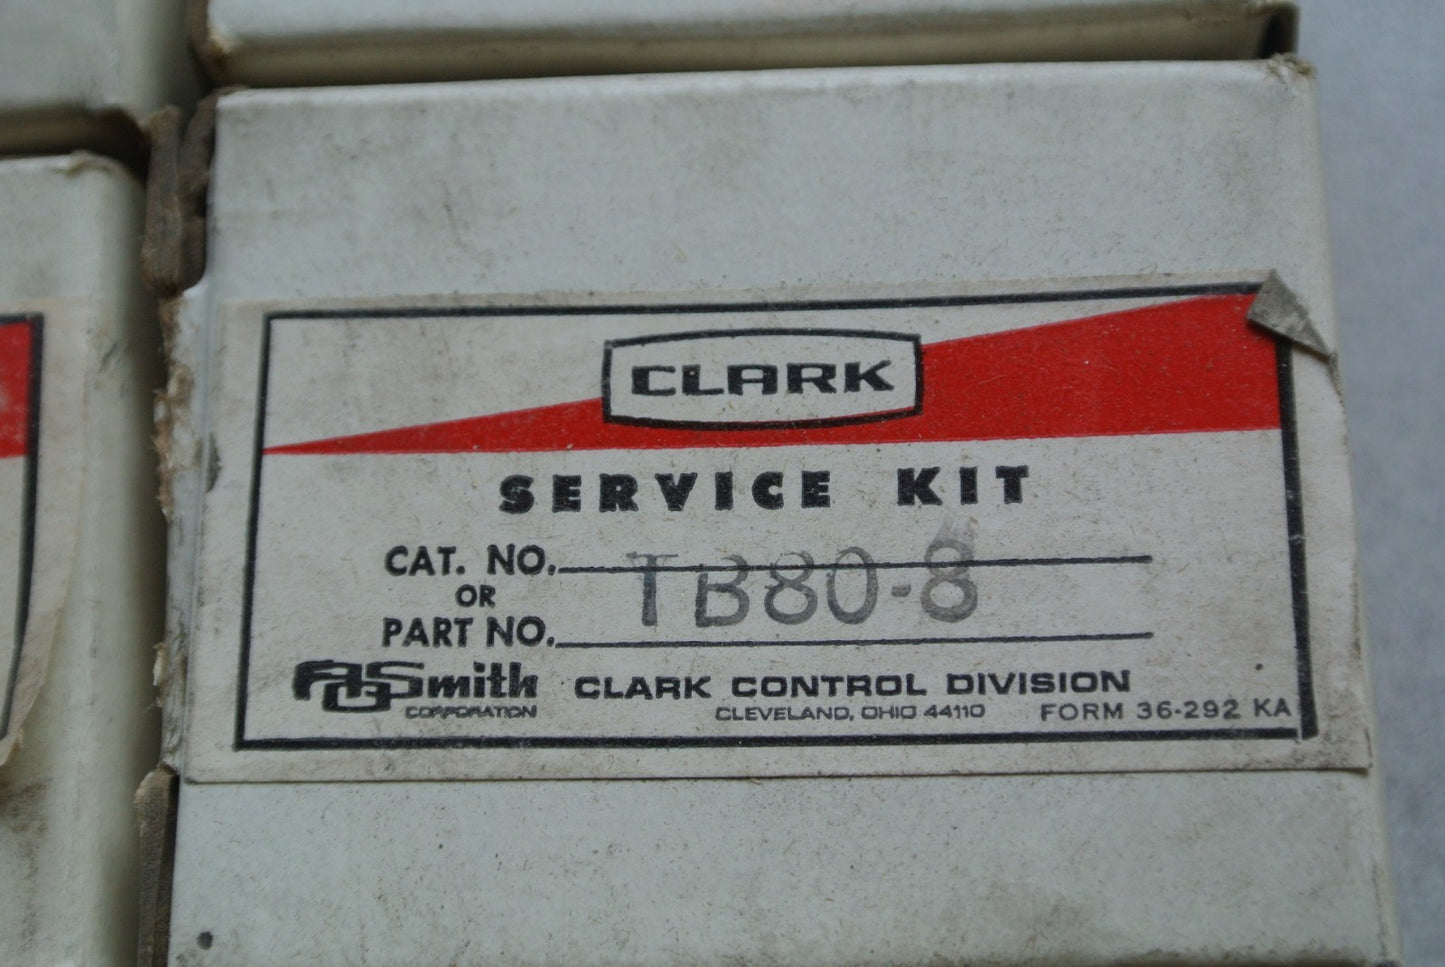 CLARK
SERVICE KIT
CAT. NO. TB80-8
OR
PART NO.
AOSmith CLARK CONTROL DIVISION
CORPORATION CLEVELAND, OHIO 44110 FORM 36-292 KA